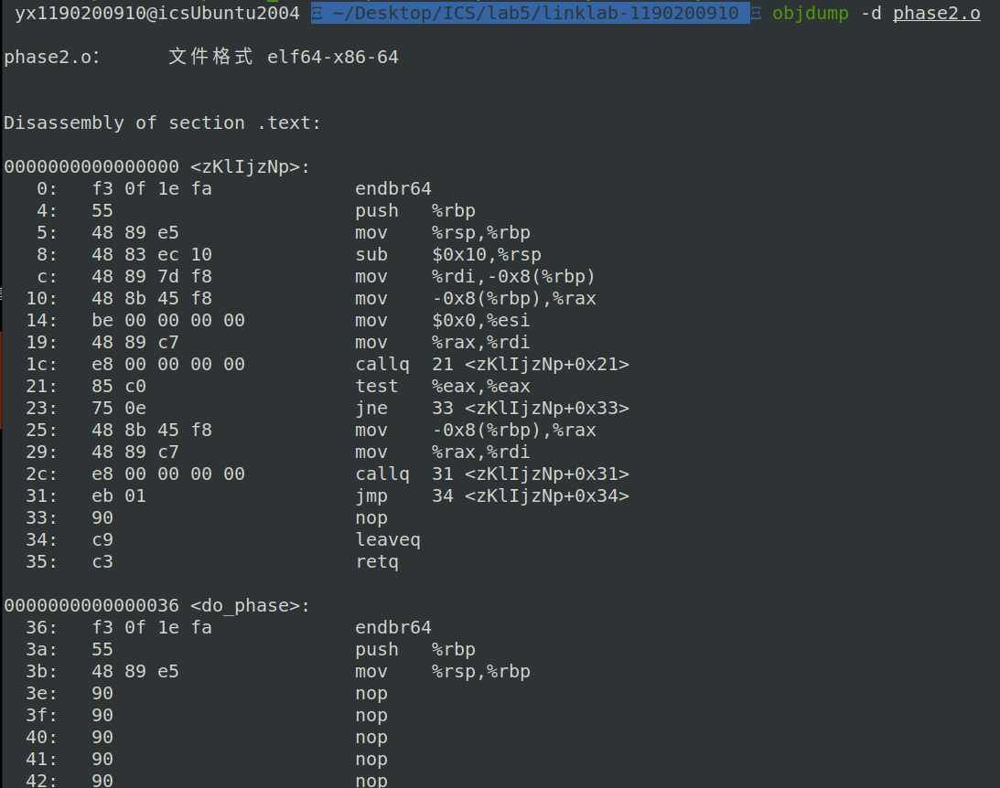 yx1190200910@icsUbuntu2004 Ξ ~/Desktop/ICS/lab5/linklab-1190200910 Ξ objdump -d phase2.o
phase2.o：     文件格式 elf64-x86-64
Disassembly of section .text:
0000000000000000 <zKlIjzNp>:
   0:   f3 0f 1e fa             endbr64
   4:   55                      push   %rbp
   5:   48 89 e5                mov    %rsp,%rbp
   8:   48 83 ec 10             sub    $0x10,%rsp
   c:   48 89 7d f8             mov    %rdi,-0x8(%rbp)
  10:   48 8b 45 f8             mov    -0x8(%rbp),%rax
  14:   be 00 00 00 00          mov    $0x0,%esi
  19:   48 89 c7                mov    %rax,%rdi
  1c:   e8 00 00 00 00          callq  21 <zKlIjzNp+0x21>
  21:   85 c0                   test   %eax,%eax
  23:   75 0e                   jne    33 <zKlIjzNp+0x33>
  25:   48 8b 45 f8             mov    -0x8(%rbp),%rax
  29:   48 89 c7                mov    %rax,%rdi
  2c:   e8 00 00 00 00          callq  31 <zKlIjzNp+0x31>
  31:   eb 01                   jmp    34 <zKlIjzNp+0x34>
  33:   90                      nop
  34:   c9                      leaveq
  35:   c3                      retq
0000000000000036 <do_phase>:
  36:   f3 0f 1e fa             endbr64
  3a:   55                      push   %rbp
  3b:   48 89 e5                mov    %rsp,%rbp
  3e:   90                      nop
  3f:   90                      nop
  40:   90                      nop
  41:   90                      nop
  42:   90                      nop